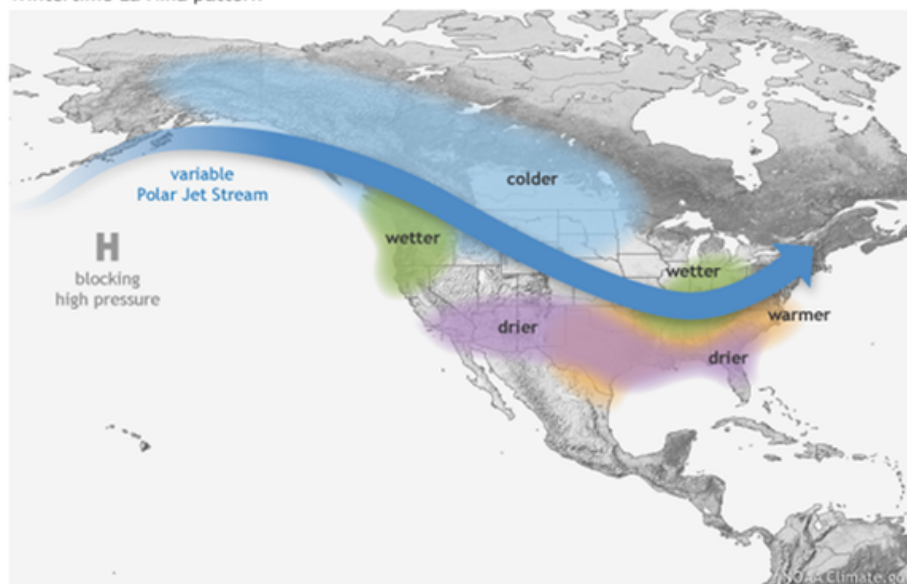 variable
Polar Jet Stream
colder
H
blocking
high pressure
wetter
wetter
drier
warmer
drier